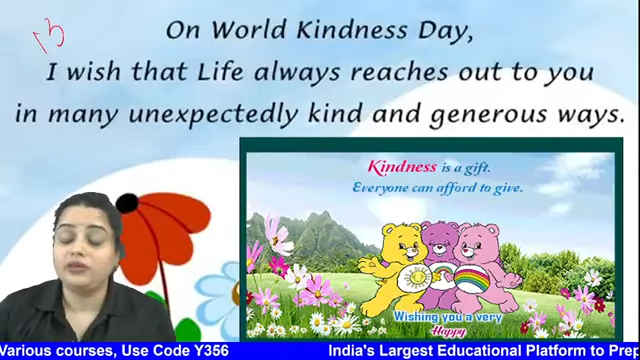 13
On World Kindness Day,
I wish that Life always reaches out to you
in many unexpectedly kind and generous ways.
Kindness is a gift.
Everyone can afford to give.
Wishing you a very
Happy
Various courses, Use Code Y356
India's Largest Educational Platform to Prep